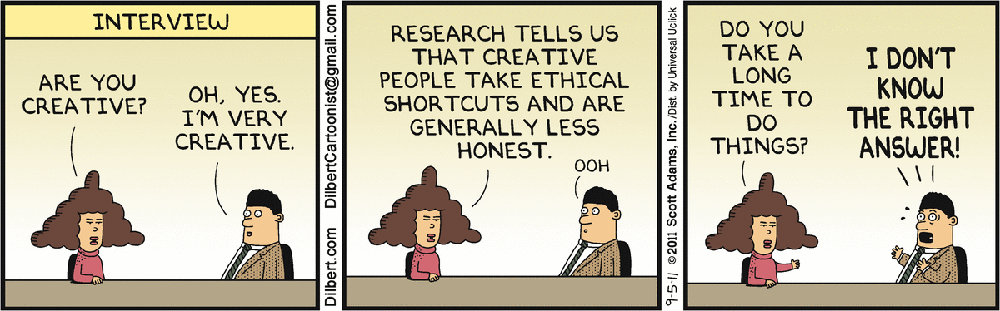 INTERVIEW
ARE YOU
CREATIVE?
OH, YES.
I'M VERY
CREATIVE.
Dilbert.com DilbertCartoonist@gmail.com
RESEARCH TELLS US
THAT CREATIVE
PEOPLE TAKE ETHICAL
SHORTCUTS AND ARE
GENERALLY LESS
HONEST.
OOH
9-5-11 ©2011 Scott Adams, Inc./Dist. by Universal Uclick
DO YOU
TAKE A
LONG
TIME TO
DO
THINGS?
I DON'T
KNOW
THE RIGHT
ANSWER!